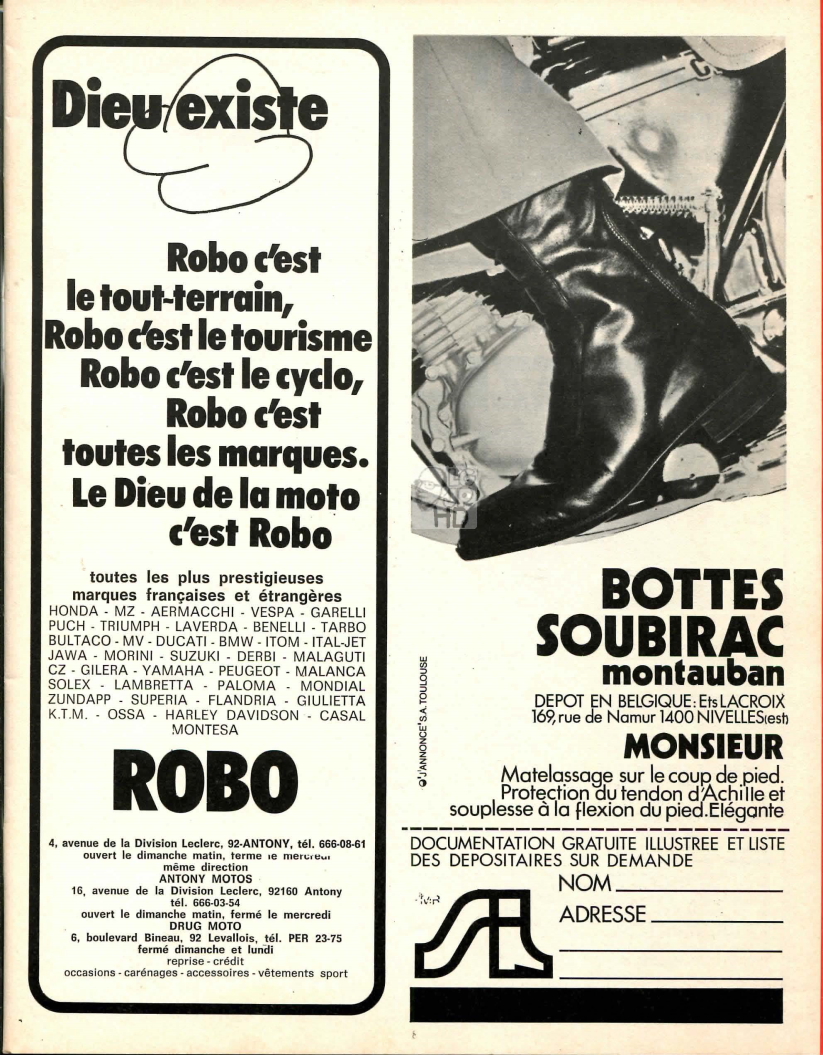 Dieu existe
Robo c'est
le tout-terrain,
Robo c'est le tourisme
Robo c'est le cyclo,
Robo c'est
toutes les marques.
Le Dieu de la moto
c'est Robo
toutes les plus prestigieuses
marques françaises et étrangères
HONDA - MZ - AERMACCHI - VESPA - GARELLI
PUCH - TRIUMPH - LAVERDA - BENELLI - TARBO
BULTACO - MV - DUCATI - BMW - ITOM - ITAL-JET
JAWA - MORINI - SUZUKI - DERBI - MALAGUTI
CZ - GILERA - YAMAHA - PEUGEOT - MALANCA
SOLEX - LAMBRETTA - PALOMA - MONDIAL
ZUNDAPP - SUPERIA - FLANDRIA - GIULIETTA
K.T.M. - OSSA - HARLEY DAVIDSON - CASAL
MONTESA
ROBO
4, avenue de la Division Leclerc, 92-ANTONY, tél. 666-08-61
ouvert le dimanche matin, fermé le mercredi
même direction
ANTONY MOTOS
16, avenue de la Division Leclerc, 92160 Antony
tél. 666-03-54
ouvert le dimanche matin, fermé le mercredi
DRUG MOTO
6, boulevard Bineau, 92 Levallois, tél. PER 23-75
fermé dimanche et lundi
reprise - crédit
occasions - carénages - accessoires - vêtements sport
HD
BOTTES
SOUBIRAC
montauban
DEPOT EN BELGIQUE: Ets LACROIX
169, rue de Namur 1400 NIVELLES (est)
MONSIEUR
Matelassage sur le coup de pied.
Protection du tendon d'Achille et
souplesse à la flexion du pied. Elégante
"J'ANNONCE" S.A. TOULOUSE
DOCUMENTATION GRATUITE ILLUSTREE ET LISTE
DES DEPOSITAIRES SUR DEMANDE
NOM
ADRESSE